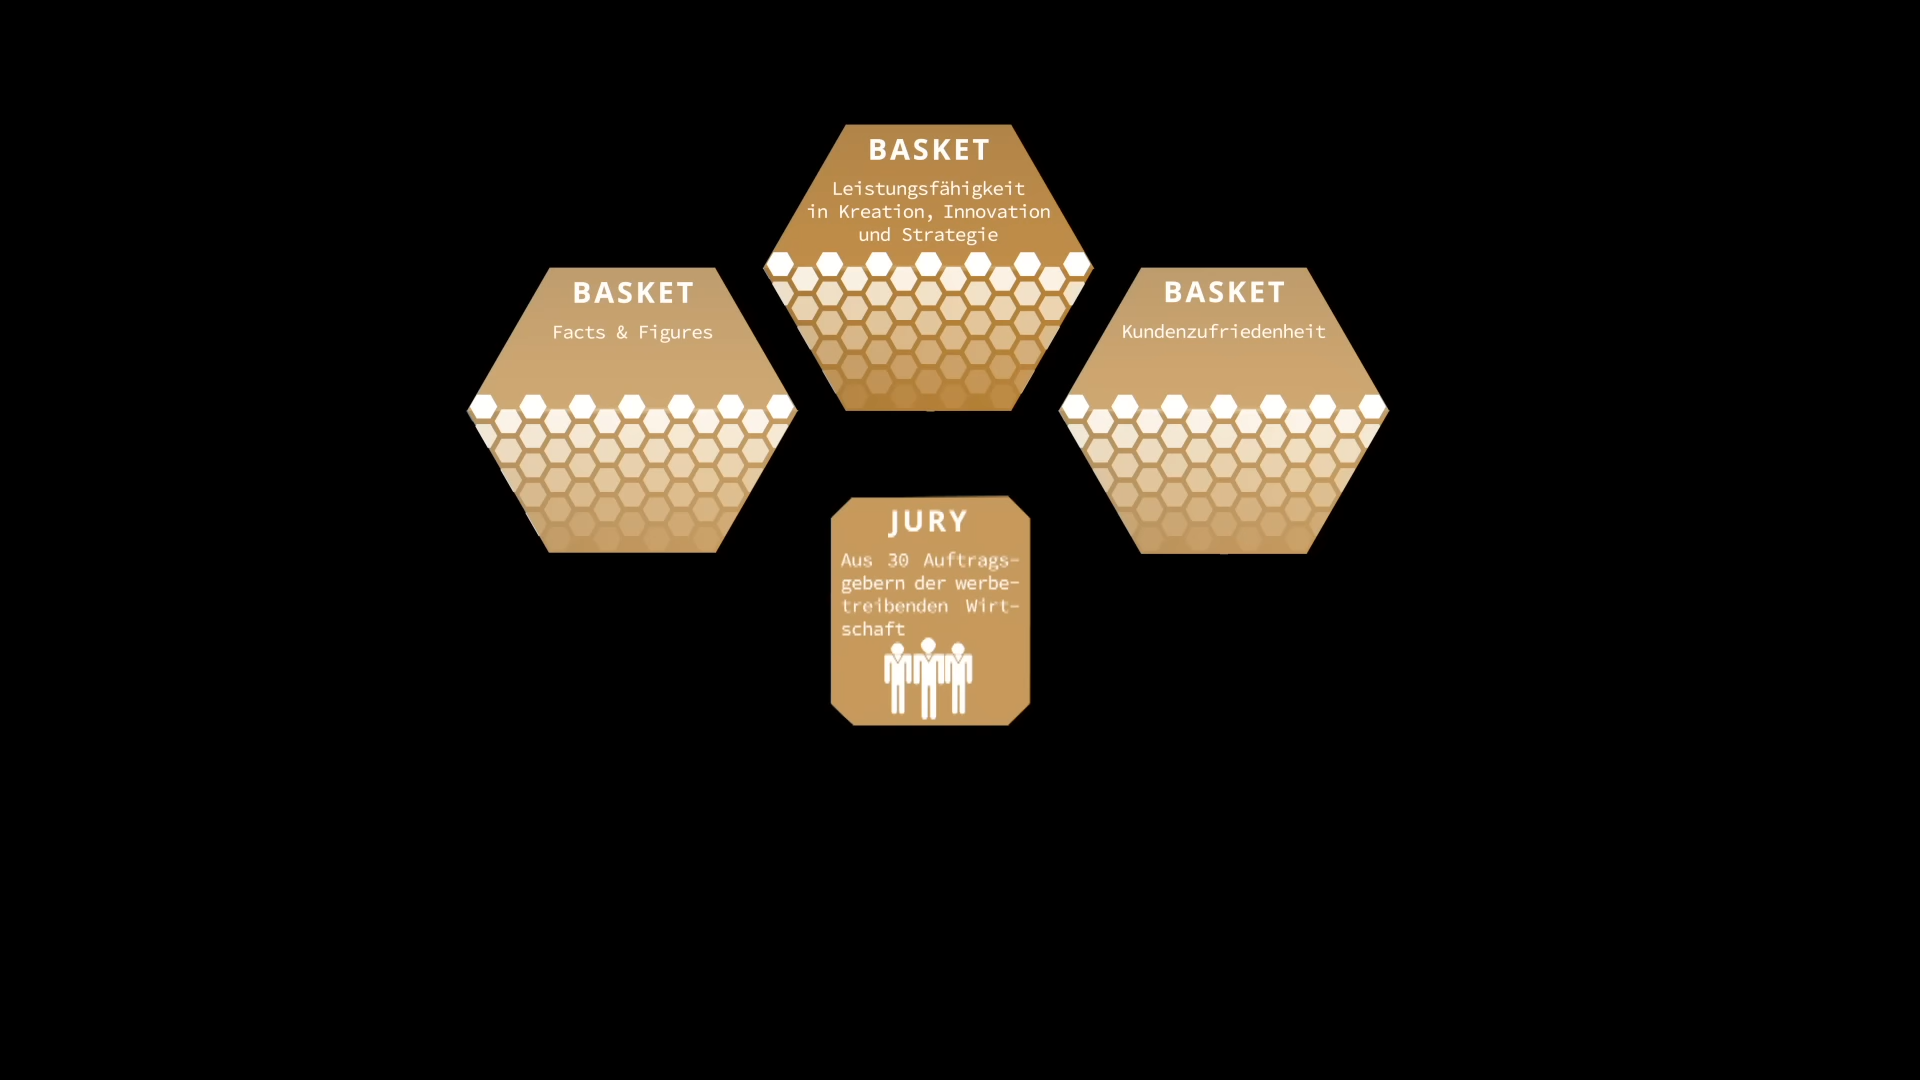 BASKET
Leistungsfähigkeit
in Kreation, Innovation
und Strategie
BASKET
Facts & Figures
BASKET
Kundenzufriedenheit
JURY
Aus 30 Auftrags-
gebern der werbe-
treibenden Wirt-
schaft